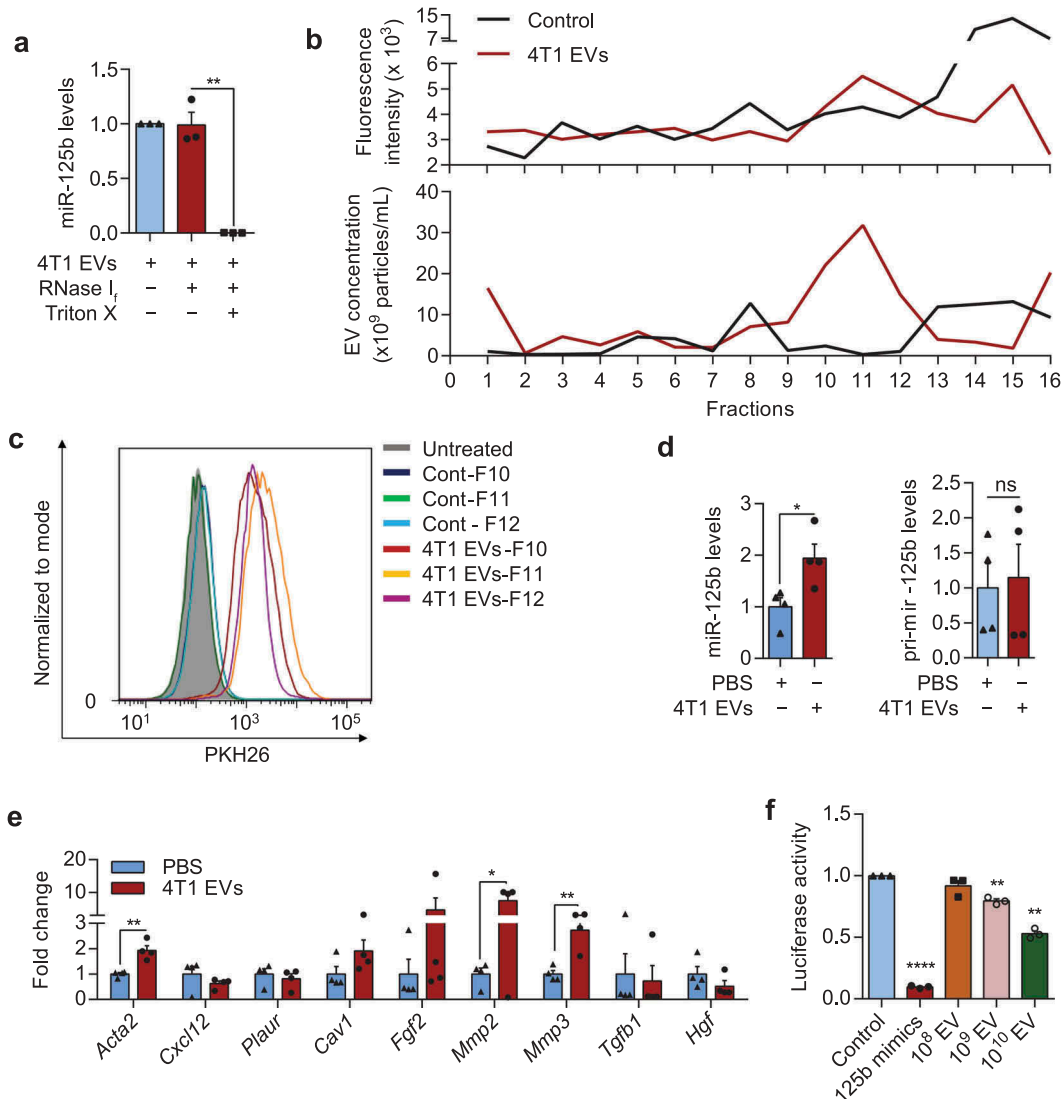 a
miR-125b levels
1.5
1.0
0.5
0.0
**
4T1 EVs + + +
RNase If − + +
Triton X − − +
b
Control
4T1 EVs
Fluorescence
intensity (x 10³)
15
7
6
5
4
3
2
EV concentration
(x10⁹ particles/mL)
40
30
20
10
0
0 1 2 3 4 5 6 7 8 9 10 11 12 13 14 15 16
Fractions
c
Normalized to mode
0
10¹ 10³ 10⁵
PKH26
Untreated
Cont-F10
Cont-F11
Cont - F12
4T1 EVs -F10
4T1 EVs-F11
4T1 EVs-F12
d
miR-125b levels
3
2
1
0
*
PBS + −
4T1 EVs − +
pri-mir -125b levels
2.5
2.0
1.5
1.0
0.5
0.0
ns
PBS + −
4T1 EVs − +
e
PBS
4T1 EVs
Fold change
20
10
3
2
1
0
**
*
**
Acta2
Cxcl12
Plaur
Cav1
Fgf2
Mmp2
Mmp3
Tgfb1
Hgf
f
Luciferase activity
1.5
1.0
0.5
0.0
****
**
**
Control
125b mimics
10⁸ EV
10⁹ EV
10¹⁰ EV